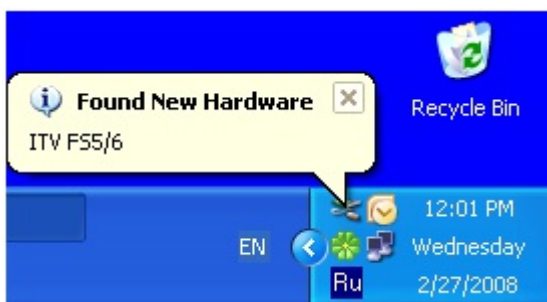 Found New Hardware
ITV FS5/6
Recycle Bin
12:01 PM
EN
Wednesday
Ru
2/27/2008